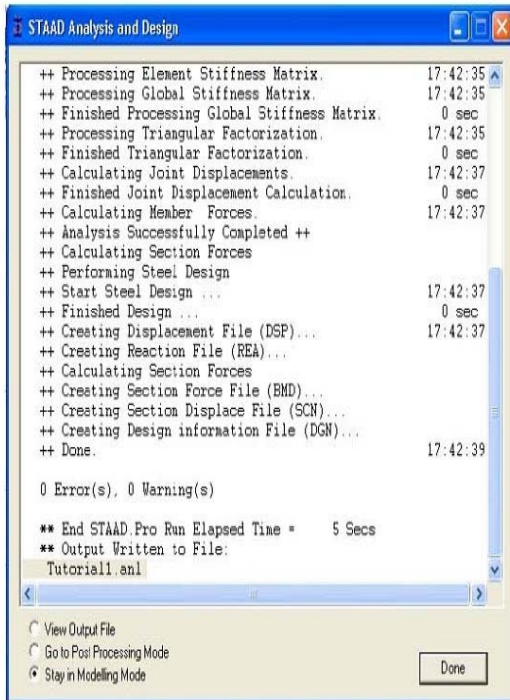 STAAD Analysis and Design
++ Processing Element Stiffness Matrix. 17:42:35
++ Processing Global Stiffness Matrix. 17:42:35
++ Finished Processing Global Stiffness Matrix. 0 sec
++ Processing Triangular Factorization. 17:42:35
++ Finished Triangular Factorization. 0 sec
++ Calculating Joint Displacements. 17:42:37
++ Finished Joint Displacement Calculation. 0 sec
++ Calculating Member Forces. 17:42:37
++ Analysis Successfully Completed ++
++ Calculating Section Forces
++ Performing Steel Design
++ Start Steel Design ... 17:42:37
++ Finished Design ... 0 sec
++ Creating Displacement File (DSP)... 17:42:37
++ Creating Reaction File (REA)...
++ Calculating Section Forces
++ Creating Section Force File (BMD)...
++ Creating Section Displace File (SCN)...
++ Creating Design information File (DGN)...
++ Done. 17:42:39
0 Error(s), 0 Warning(s)
** End STAAD.Pro Run Elapsed Time = 5 Secs
** Output Written to File:
Tutorial1.anl
View Output File
Go to Post Processing Mode
Stay in Modelling Mode
Done